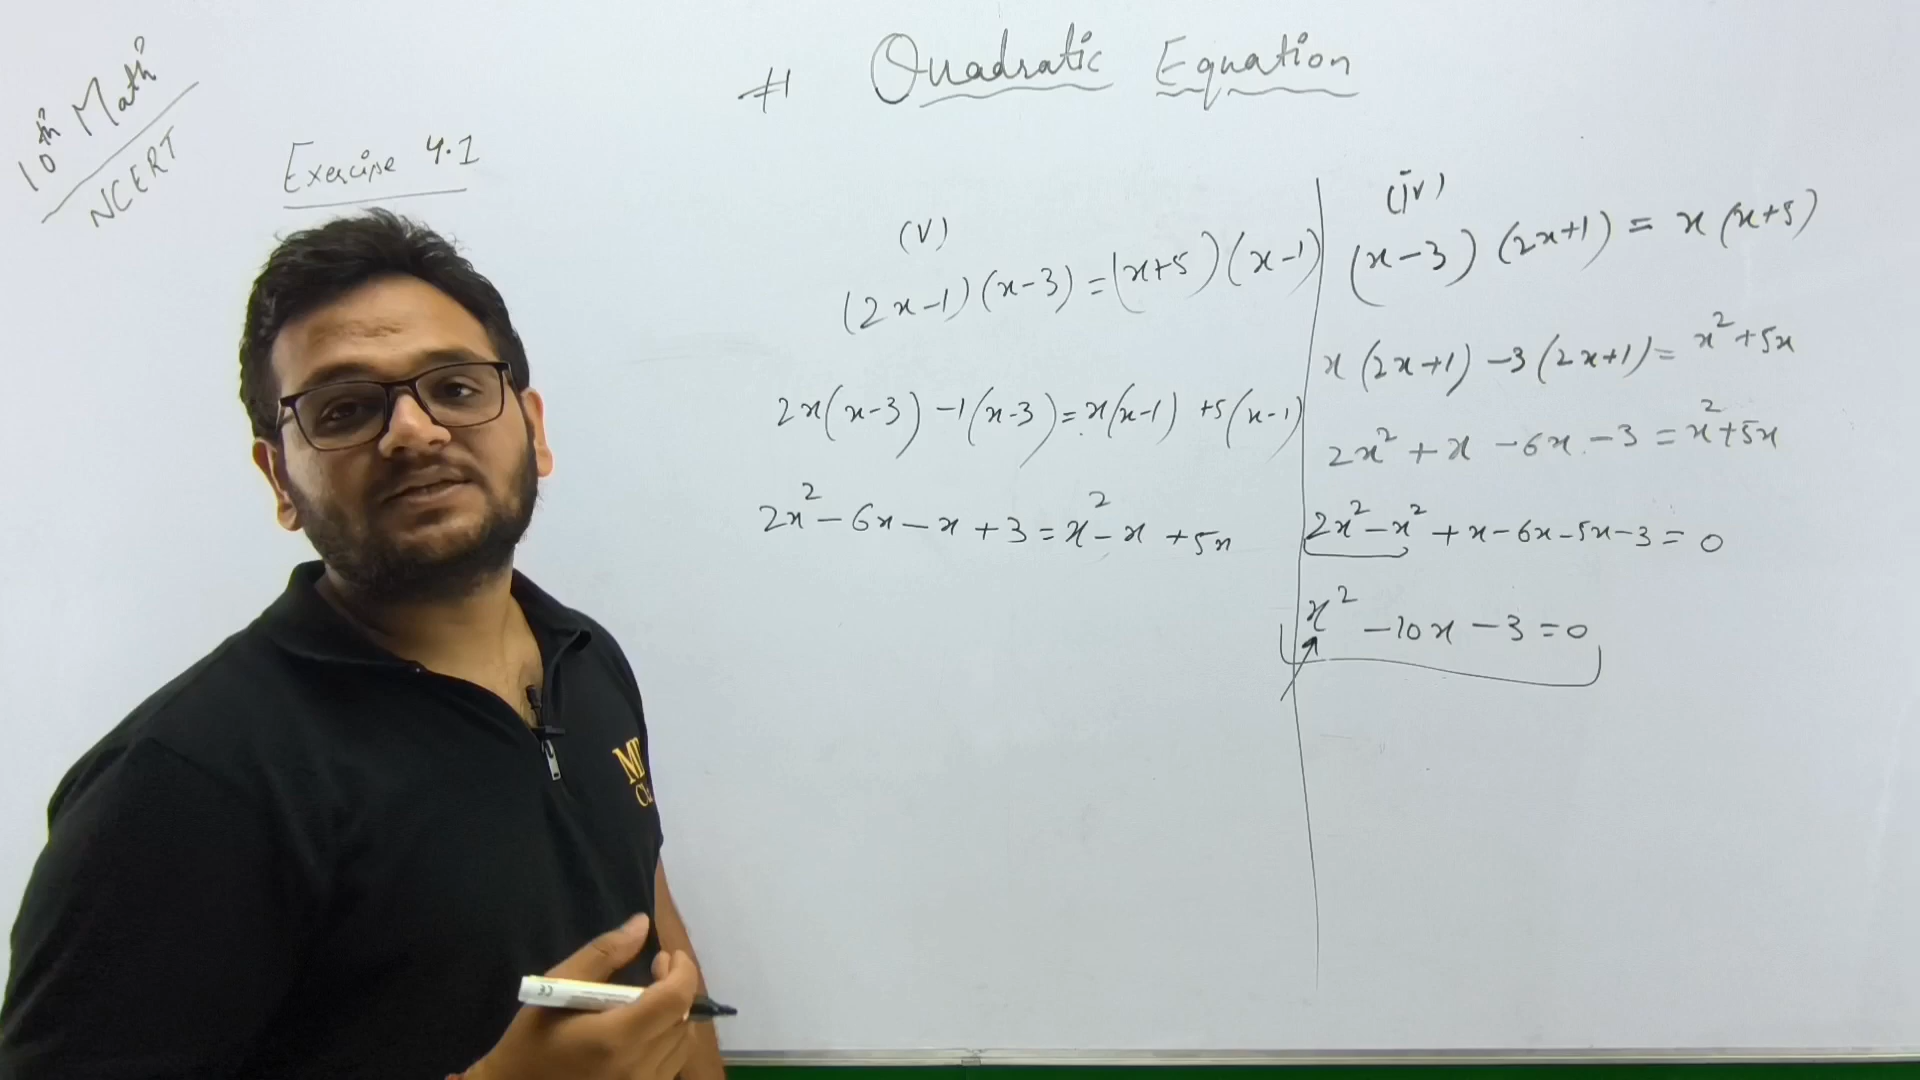 # Quadratic Equation
10th Math
NCERT
Exercise 4.1
(V)
(2x-1)(x-3)=(x+5)(x-1)
2x(x-3) -1(x-3)=x(x-1) +5(x-1)
2x²-6x-x+3=x²-x+5x
(iv)
(x-3)(2x+1)=x(x+5)
x(2x+1)-3(2x+1)=x²+5x
2x²+x-6x-3=x²+5x
2x²-x²+x-6x-5x-3=0
x²-10x-3=0
CE